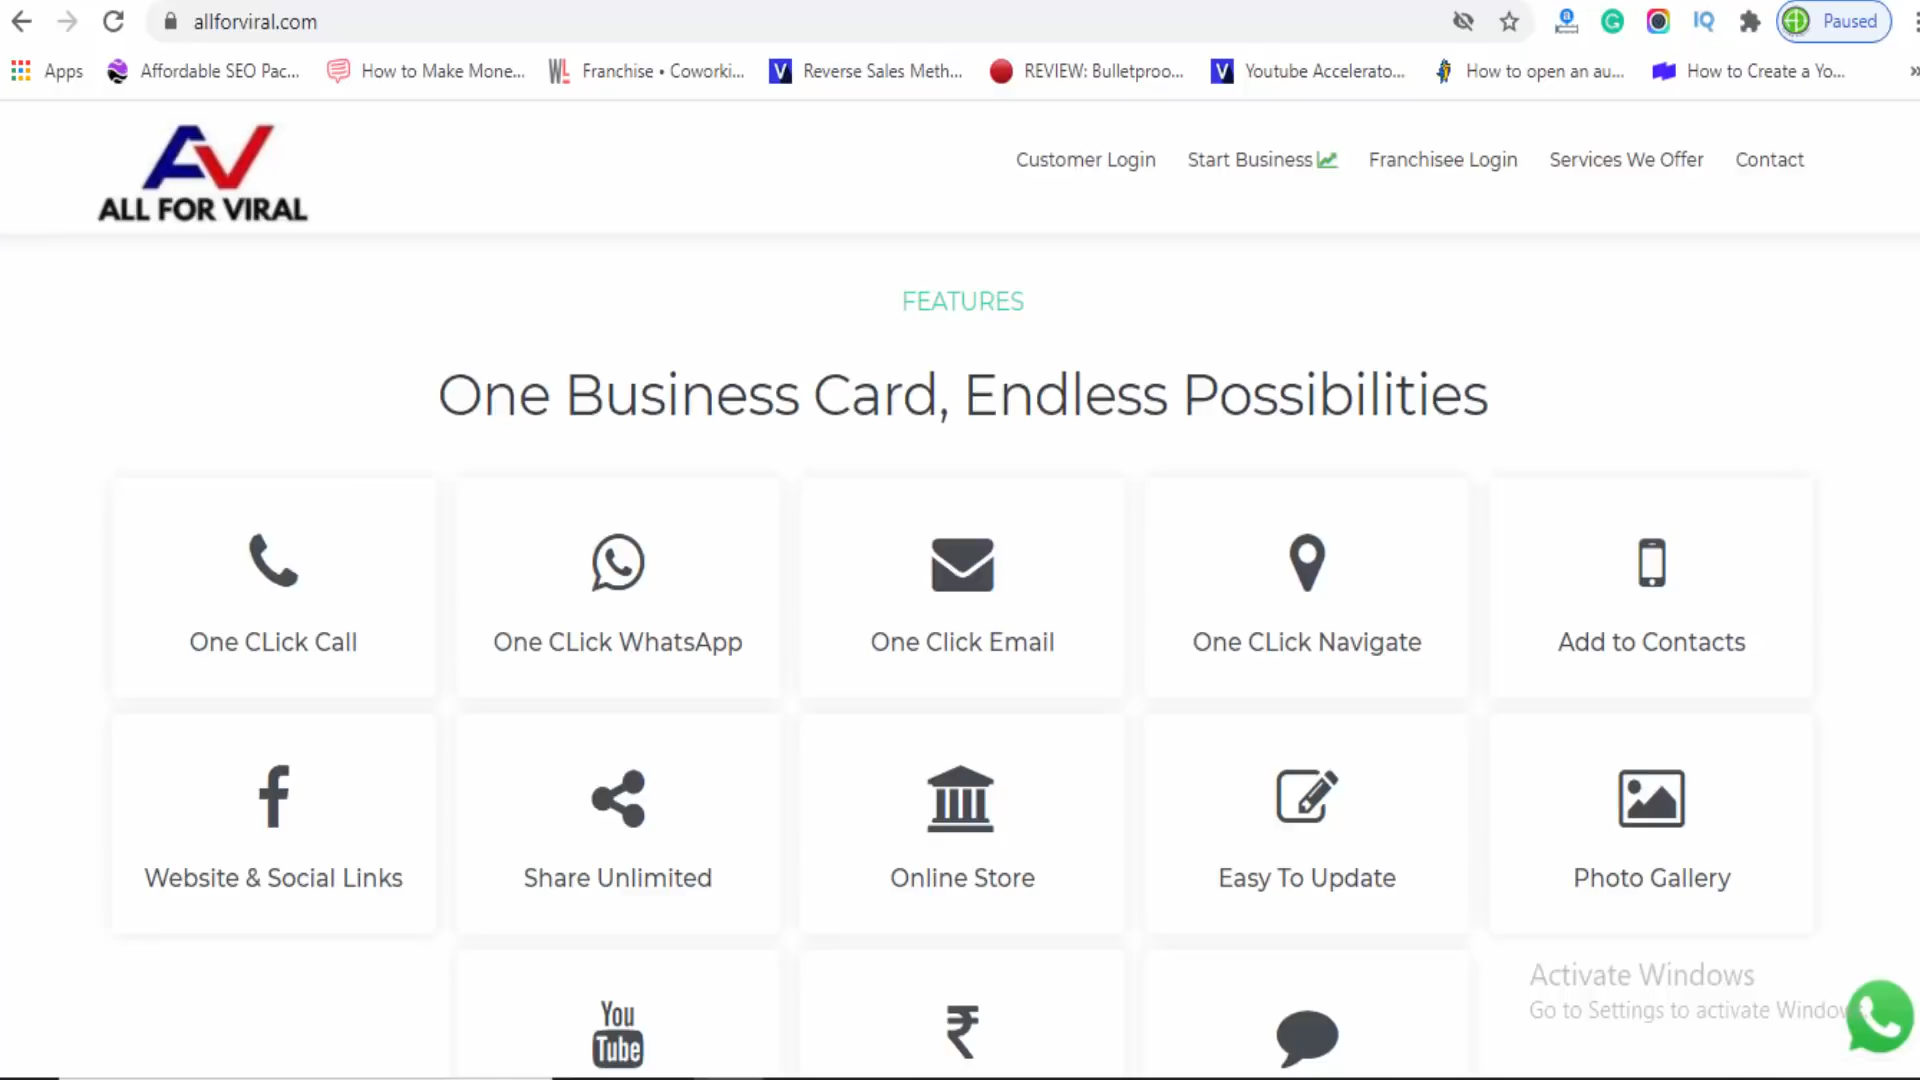 allforviral.com
Paused
Apps
Affordable SEO Pac...
How to Make Mone...
WL
Franchise • Coworki...
V
Reverse Sales Meth...
REVIEW: Bulletproo...
V
Youtube Accelerato...
How to open an au...
How to Create a Yo...
AV
ALL FOR VIRAL
Customer Login
Start Business
Franchisee Login
Services We Offer
Contact
FEATURES
One Business Card, Endless Possibilities
One CLick Call
One CLick WhatsApp
One Click Email
One CLick Navigate
Add to Contacts
Website & Social Links
Share Unlimited
Online Store
Easy To Update
Photo Gallery
You
Tube
₹
Activate Windows
Go to Settings to activate Window